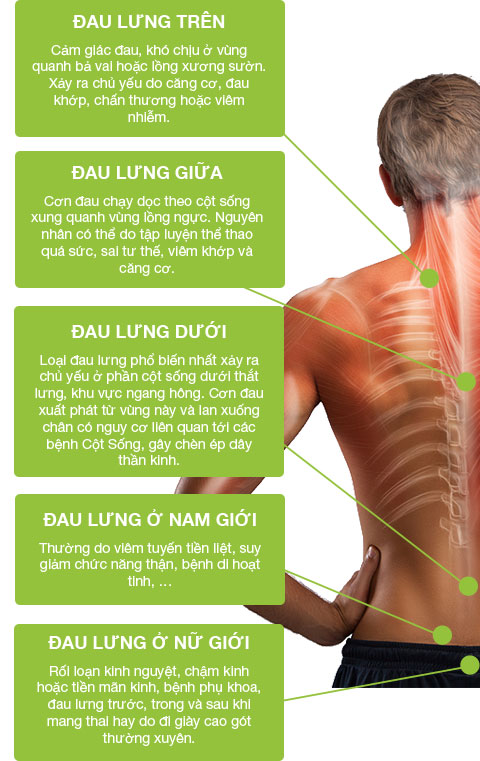 ĐAU LƯNG TRÊN
Cảm giác đau, khó chịu ở vùng
quanh bả vai hoặc lồng xương sườn.
Xảy ra chủ yếu do căng cơ, đau
khớp, chấn thương hoặc viêm
nhiễm.
ĐAU LƯNG GIỮA
Cơn đau chạy dọc theo cột sống
xung quanh vùng lồng ngực. Nguyên
nhân có thể do tập luyện thể thao
quá sức, sai tư thế, viêm khớp và
căng cơ.
ĐAU LƯNG DƯỚI
Loại đau lưng phổ biến nhất xảy ra
chủ yếu ở phần cột sống dưới thắt
lưng, khu vực ngang hông. Cơn đau
xuất phát từ vùng này và lan xuống
chân có nguy cơ liên quan tới các
bệnh Cột Sống, gây chèn ép dây
thần kinh.
ĐAU LƯNG Ở NAM GIỚI
Thường do viêm tuyến tiền liệt, suy
giảm chức năng thận, bệnh di hoạt
tinh, ...
ĐAU LƯNG Ở NỮ GIỚI
Rối loạn kinh nguyệt, chậm kinh
hoặc tiền mãn kinh, bệnh phụ khoa,
đau lưng trước, trong và sau khi
mang thai hay do đi giày cao gót
thường xuyên.